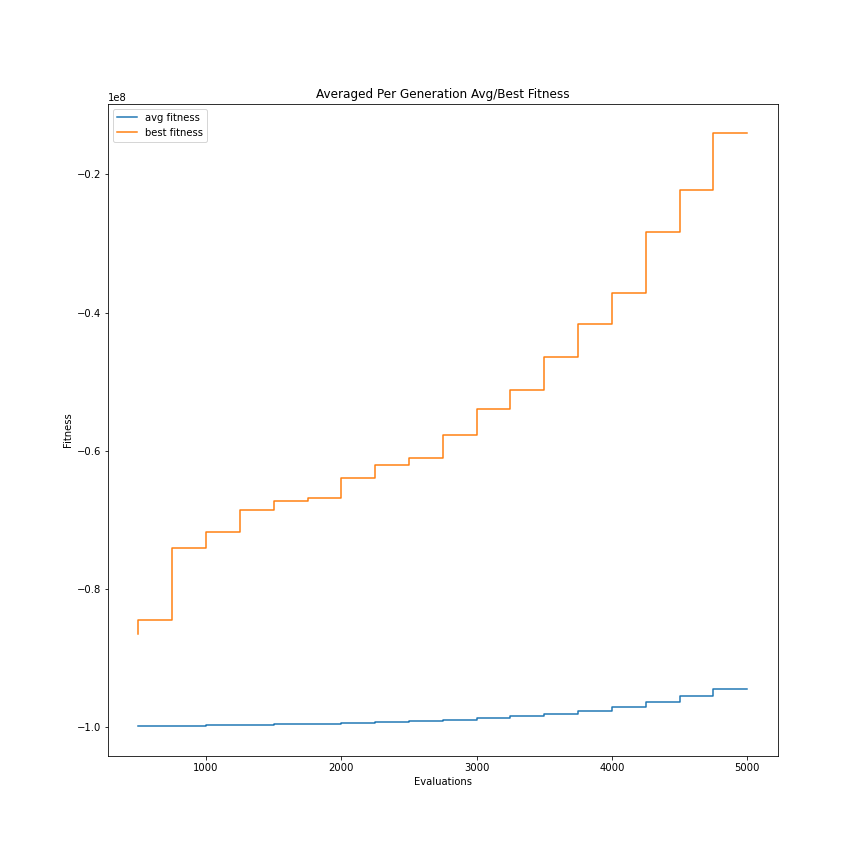 Averaged Per Generation Avg/Best Fitness
1e8
avg fitness
best fitness
−0.2
−0.4
−0.6
−0.8
−1.0
Fitness
1000 2000 3000 4000 5000
Evaluations